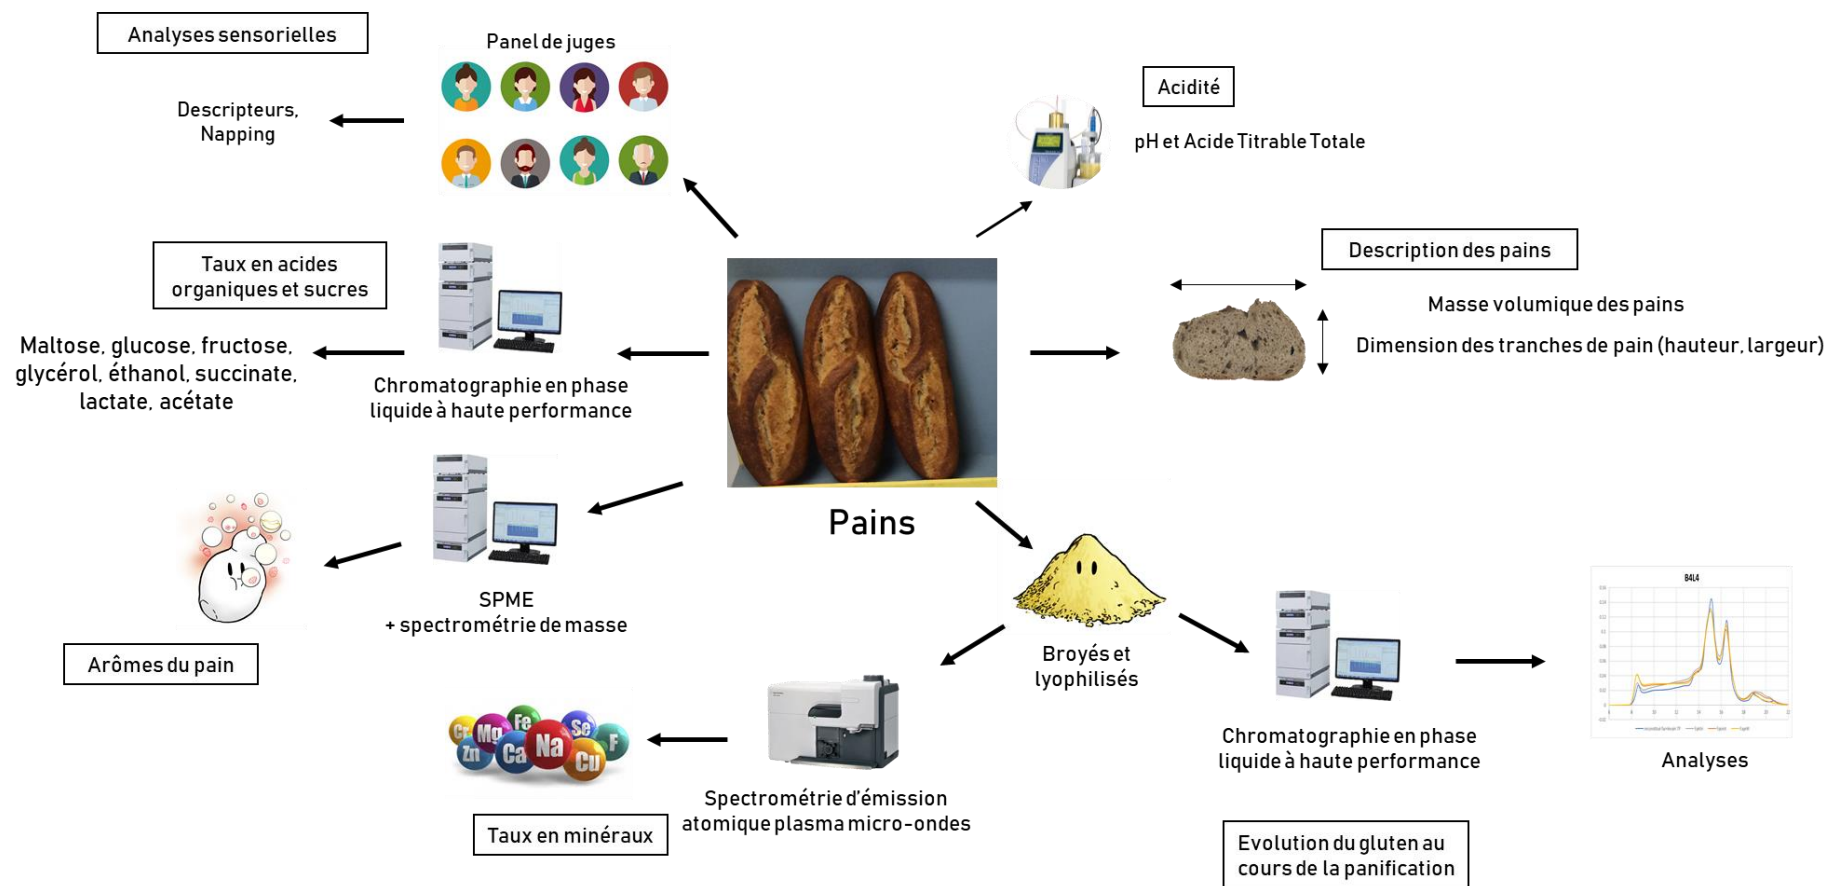 Analyses sensorielles
Panel de juges
Descripteurs,
Napping
Acidité
pH et Acide Titrable Totale
Taux en acides
organiques et sucres
Maltose, glucose, fructose,
glycérol, éthanol, succinate,
lactate, acétate
Chromatographie en phase
liquide à haute performance
Description des pains
Masse volumique des pains
Dimension des tranches de pain (hauteur, largeur)
Pains
SPME
+ spectrométrie de masse
Arômes du pain
Broyés et
lyophilisés
Cr
Mg
Fe
Se
F
Zn
Ca
Na
Cu
Spectrométrie d'émission
atomique plasma micro-ondes
Taux en minéraux
Chromatographie en phase
liquide à haute performance
B4L4
Analyses
Evolution du gluten au
cours de la panification